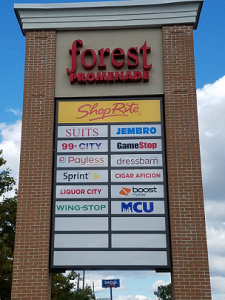 forest
PROMENADE
ShopRite
SUITS JEMBRO
99¢ CITY GameStop
Payless dressbarn
Sprint CIGAR AFICION
LIQUOR CITY boost
WING-STOP MCU
IHOP